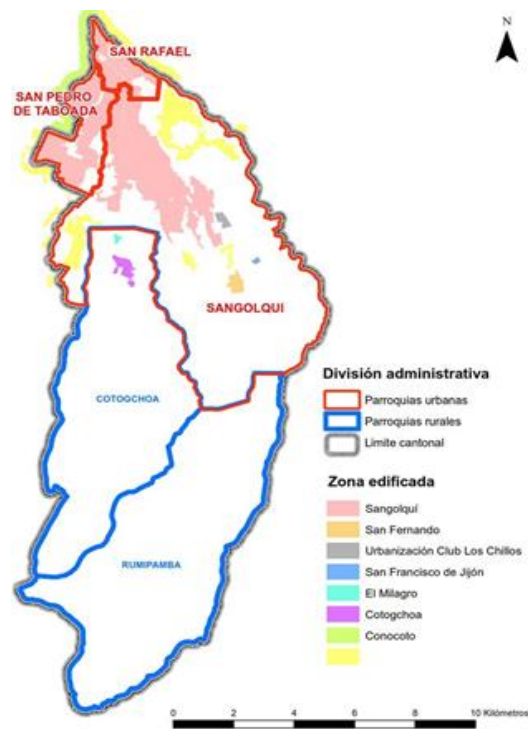 SAN RAFAEL
N
SAN PEDRO
DE TABOADA
SANGOLQUI
COTOGCHOA
RUMIPAMBA
División administrativa
Parroquias urbanas
Parroquias rurales
Límite cantonal
Zona edificada
Sangolquí
San Fernando
Urbanización Club Los Chillos
San Francisco de Jijón
El Milagro
Cotogchoa
Conocoto
0 2 4 6 8 10 Kilómetros